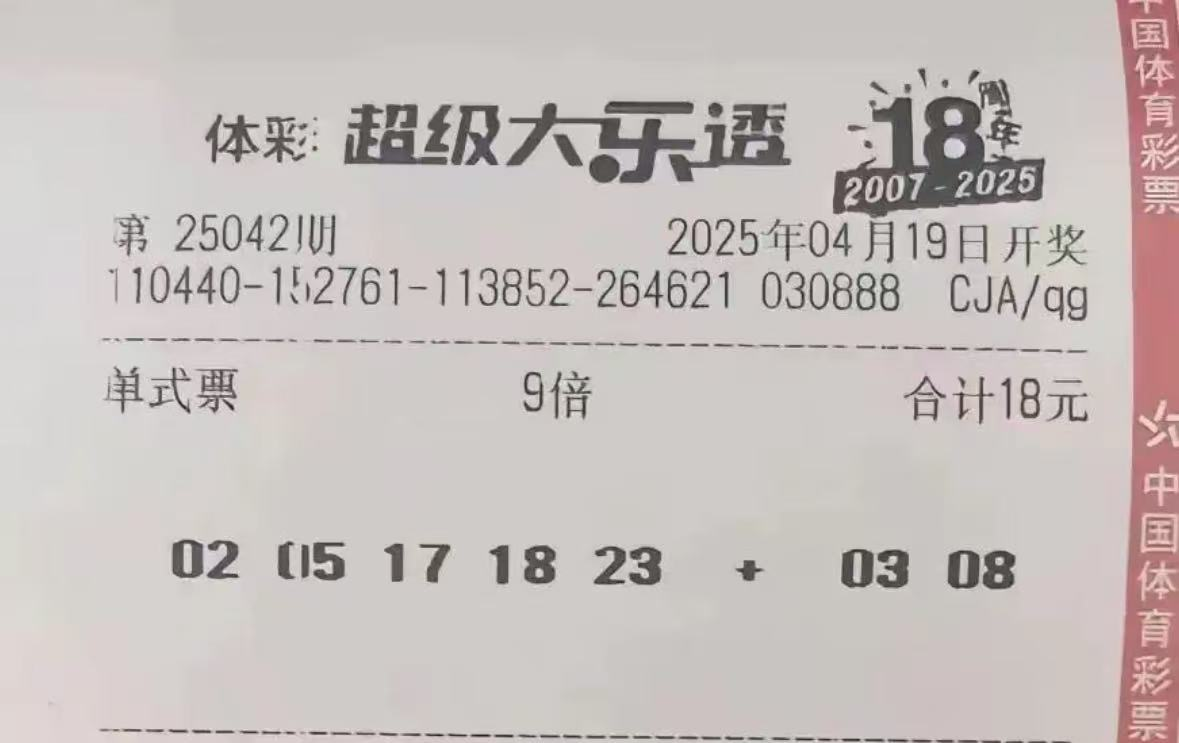 体彩 超级大乐透 18周年
2007-2025
第 25042期 2025年04月19日开奖
110440-152761-113852-264621 030888 CJA/qg
单式票 9倍 合计18元
02 05 17 18 23 + 03 08
中国体育彩票
中国体育彩票